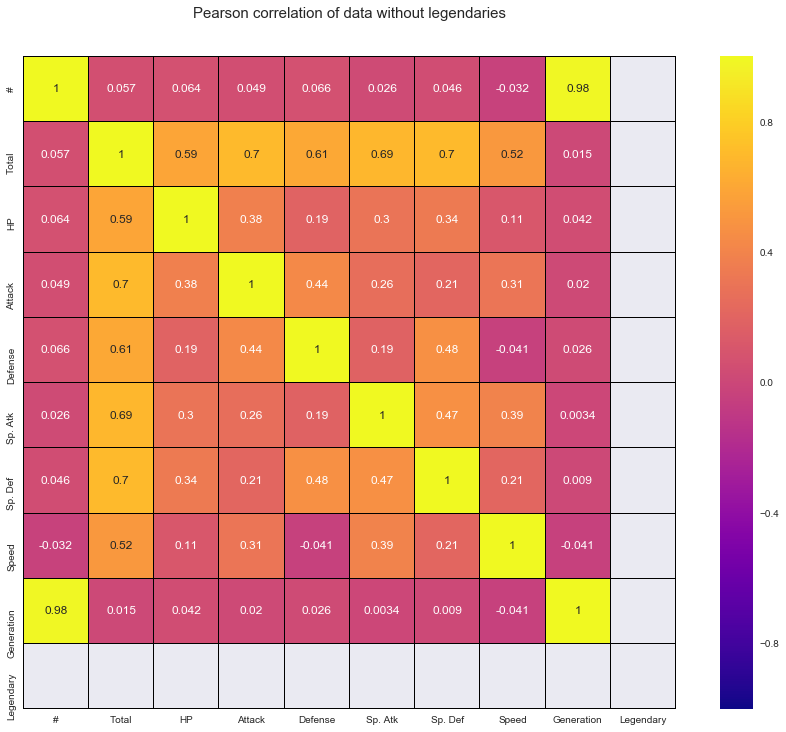 Pearson correlation of data without legendaries
# 1 0.057 0.064 0.049 0.066 0.026 0.046 -0.032 0.98
Total 0.057 1 0.59 0.7 0.61 0.69 0.7 0.52 0.015
HP 0.064 0.59 1 0.38 0.19 0.3 0.34 0.11 0.042
Attack 0.049 0.7 0.38 1 0.44 0.26 0.21 0.31 0.02
Defense 0.066 0.61 0.19 0.44 1 0.19 0.48 -0.041 0.026
Sp. Atk 0.026 0.69 0.3 0.26 0.19 1 0.47 0.39 0.0034
Sp. Def 0.046 0.7 0.34 0.21 0.48 0.47 1 0.21 0.009
Speed -0.032 0.52 0.11 0.31 -0.041 0.39 0.21 1 -0.041
Generation 0.98 0.015 0.042 0.02 0.026 0.0034 0.009 -0.041 1
Legendary
# Total HP Attack Defense Sp. Atk Sp. Def Speed Generation Legendary
0.8
0.4
0.0
−0.4
−0.8